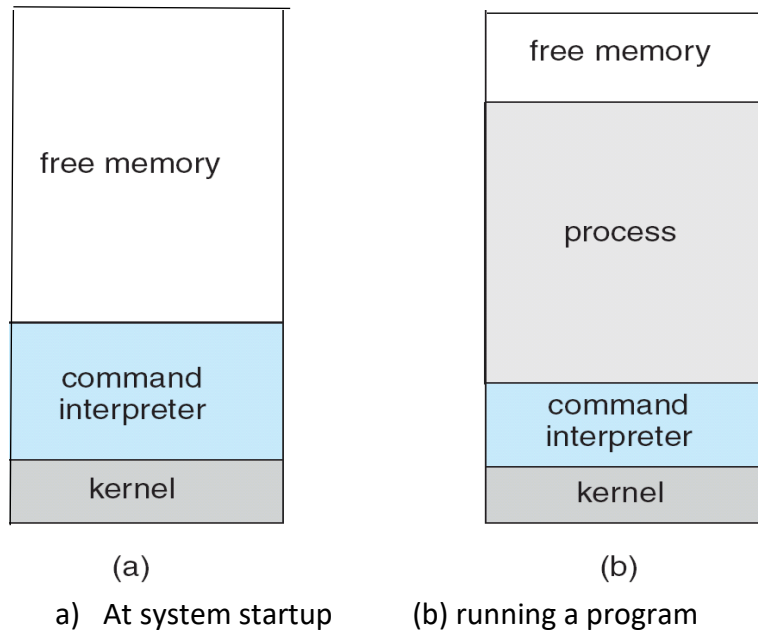 free memory
command
interpreter
kernel
(a)
free memory
process
command
interpreter
kernel
(b)
a) At system startup (b) running a program